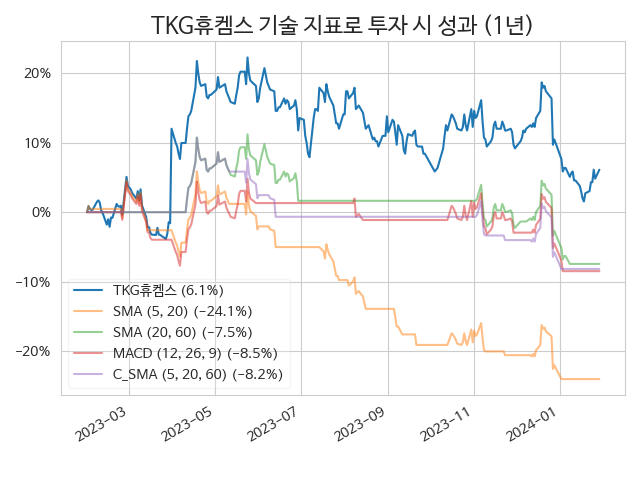 TKG휴켐스 기술 지표로 투자 시 성과 (1년)
20%
10%
0%
−10%
−20%
TKG휴켐스 (6.1%)
SMA (5, 20) (−24.1%)
SMA (20, 60) (−7.5%)
MACD (12, 26, 9) (−8.5%)
C_SMA (5, 20, 60) (−8.2%)
2023−03
2023−05
2023−07
2023−09
2023−11
2024−01